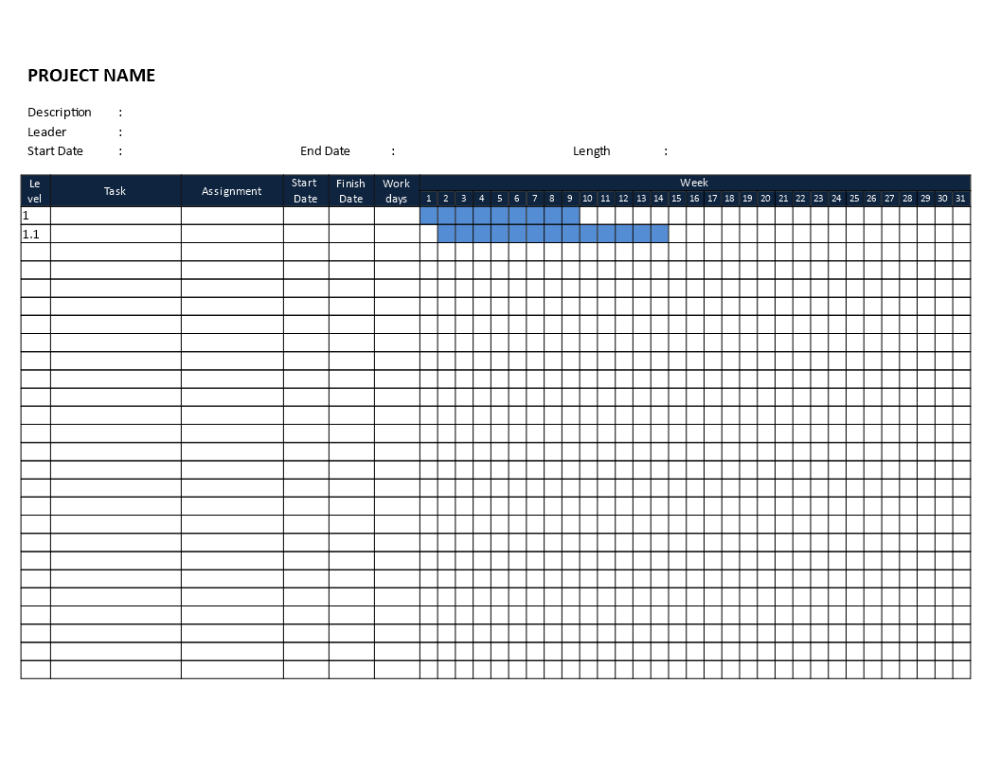 PROJECT NAME
Description :
Leader :
Start Date : End Date : Length :
Le vel Task Assignment Start Date Finish Date Work days Week
1 2 3 4 5 6 7 8 9 10 11 12 13 14 15 16 17 18 19 20 21 22 23 24 25 26 27 28 29 30 31
1
1.1